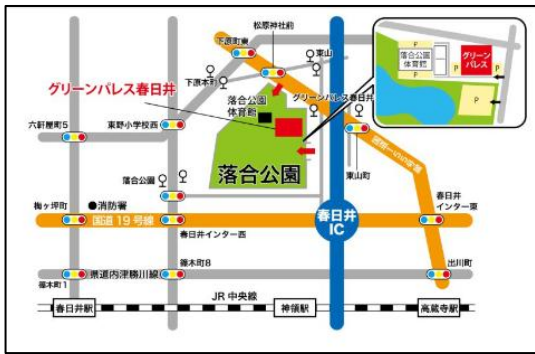 松原神社前
下原町東
東山
下原本町
グリーンパレス春日井
グリーンパレス春日井
落合公園
体育館
六軒屋町5
東野小学校西
落合公園
落合公園
東山町
梅ヶ坪町
●消防署
国道19号線
春日井インター西
春日井
IC
春日井
インター東
篠木町8
県道内津勝川線
篠木町1
出川町
JR 中央線
春日井駅
神領駅
高蔵寺駅
P
落合公園
体育館
グリーン
パレス
P
P
P
P